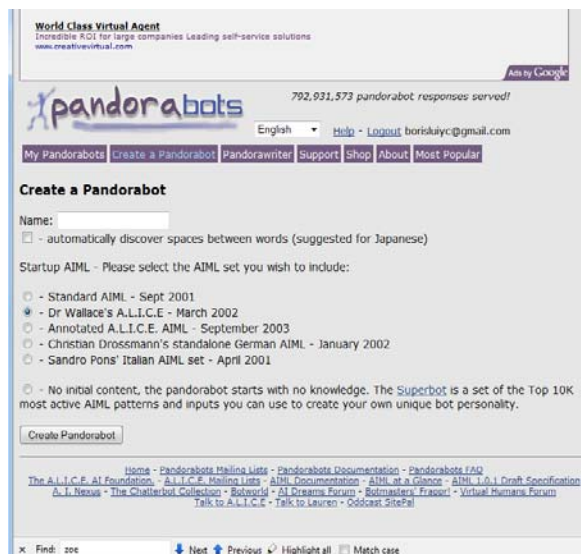 World Class Virtual Agent
Incredible ROI for large companies Leading self-service solutions
www.creativevirtual.com
Ads by Google
pandorabots
792,931,573 pandorabot responses served!
English Help - Logout borisluiyc@gmail.com
My Pandorabots Create a Pandorabot Pandorawriter Support Shop About Most Popular
Create a Pandorabot
Name:
- automatically discover spaces between words (suggested for Japanese)
Startup AIML - Please select the AIML set you wish to include:
- Standard AIML - Sept 2001
- Dr Wallace's A.L.I.C.E - March 2002
- Annotated A.L.I.C.E. AIML - September 2003
- Christian Drossmann's standalone German AIML - January 2002
- Sandro Pons' Italian AIML set - April 2001
- No initial content, the pandorabot starts with no knowledge. The Superbot is a set of the Top 10K
most active AIML patterns and inputs you can use to create your own unique bot personality.
Create Pandorabot
Home - Pandorabots Mailing Lists - Pandorabots Documentation - Pandorabots FAQ
The A.L.I.C.E. AI Foundation. - A.L.I.C.E. Mailing Lists - AIML Documentation - AIML at a Glance - AIML 1.0.1 Draft Specification
A. I. Nexus - The Chatterbot Collection - Botworld - AI Dreams Forum - Botmasters' Frappr! - Virtual Humans Forum
Talk to A.L.I.C.E - Talk to Lauren - Oddcast SitePal
x Find: zoe Next Previous Highlight all Match case